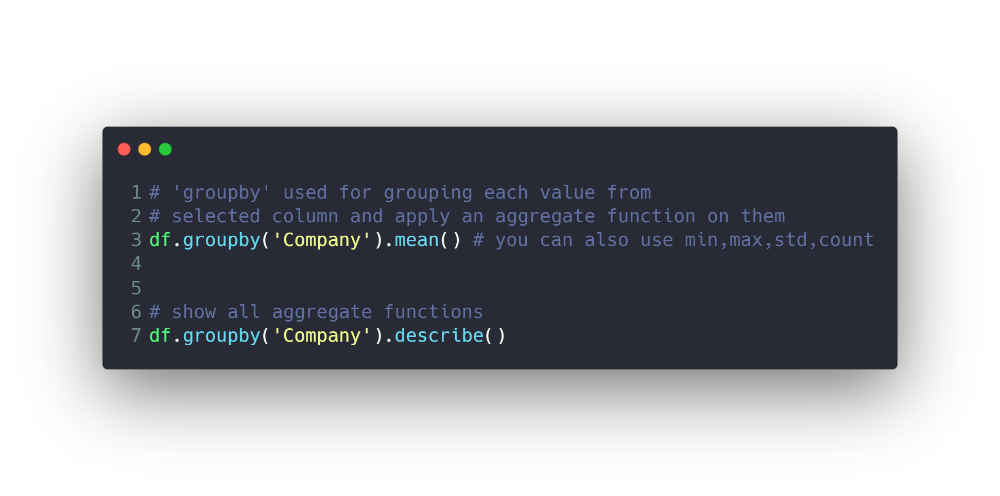 1 # 'groupby' used for grouping each value from
2 # selected column and apply an aggregate function on them
3 df.groupby('Company').mean() # you can also use min,max,std,count
4
5
6 # show all aggregate functions
7 df.groupby('Company').describe()